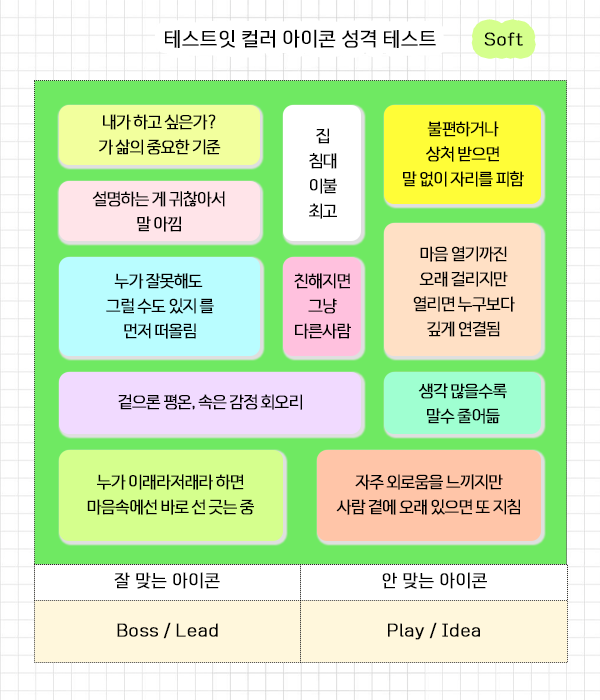 테스트잇 컬러 아이콘 성격 테스트
Soft
내가 하고 싶은가?
가 삶의 중요한 기준
집
침대
이불
최고
불편하거나
상처 받으면
말 없이 자리를 피함
설명하는 게 귀찮아서
말 아낌
마음 열기까진
오래 걸리지만
열리면 누구보다
깊게 연결됨
누가 잘못해도
그럴 수도 있지 를
먼저 떠올림
친해지면
그냥
다른사람
겉으론 평온, 속은 감정 회오리
생각 많을수록
말수 줄어듦
누가 이래라저래라 하면
마음속에선 바로 선 긋는 중
자주 외로움을 느끼지만
사람 곁에 오래 있으면 또 지침
잘 맞는 아이콘
안 맞는 아이콘
Boss / Lead
Play / Idea